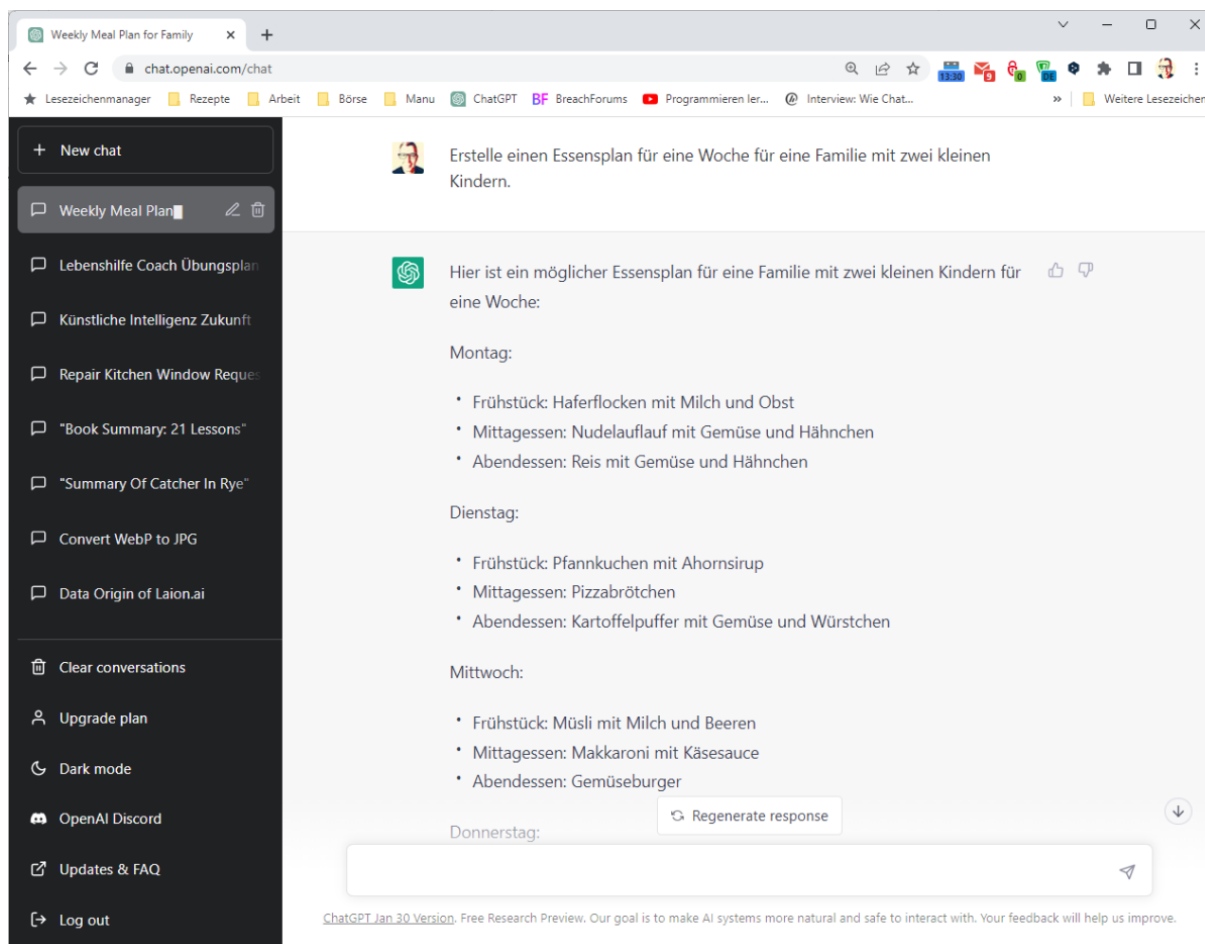 Weekly Meal Plan for Family
chat.openai.com/chat
13:30
9
0
DE
Lesezeichenmanager
Rezepte
Arbeit
Börse
Manu
ChatGPT
BF BreachForums
Programmieren ler...
Interview: Wie Chat...
»
Weitere Lesezeichen
New chat
Weekly Meal Plan
Lebenshilfe Coach Übungsplan
Künstliche Intelligenz Zukunft
Repair Kitchen Window Reques
"Book Summary: 21 Lessons"
"Summary Of Catcher In Rye"
Convert WebP to JPG
Data Origin of Laion.ai
Clear conversations
Upgrade plan
Dark mode
OpenAI Discord
Updates & FAQ
Log out
Erstelle einen Essensplan für eine Woche für eine Familie mit zwei kleinen
Kindern.
Hier ist ein möglicher Essensplan für eine Familie mit zwei kleinen Kindern für
eine Woche:
Montag:
• Frühstück: Haferflocken mit Milch und Obst
• Mittagessen: Nudelauflauf mit Gemüse und Hähnchen
• Abendessen: Reis mit Gemüse und Hähnchen
Dienstag:
• Frühstück: Pfannkuchen mit Ahornsirup
• Mittagessen: Pizzabrötchen
• Abendessen: Kartoffelpuffer mit Gemüse und Würstchen
Mittwoch:
• Frühstück: Müsli mit Milch und Beeren
• Mittagessen: Makkaroni mit Käsesauce
• Abendessen: Gemüseburger
Donnerstag:
Regenerate response
ChatGPT Jan 30 Version. Free Research Preview. Our goal is to make AI systems more natural and safe to interact with. Your feedback will help us improve.